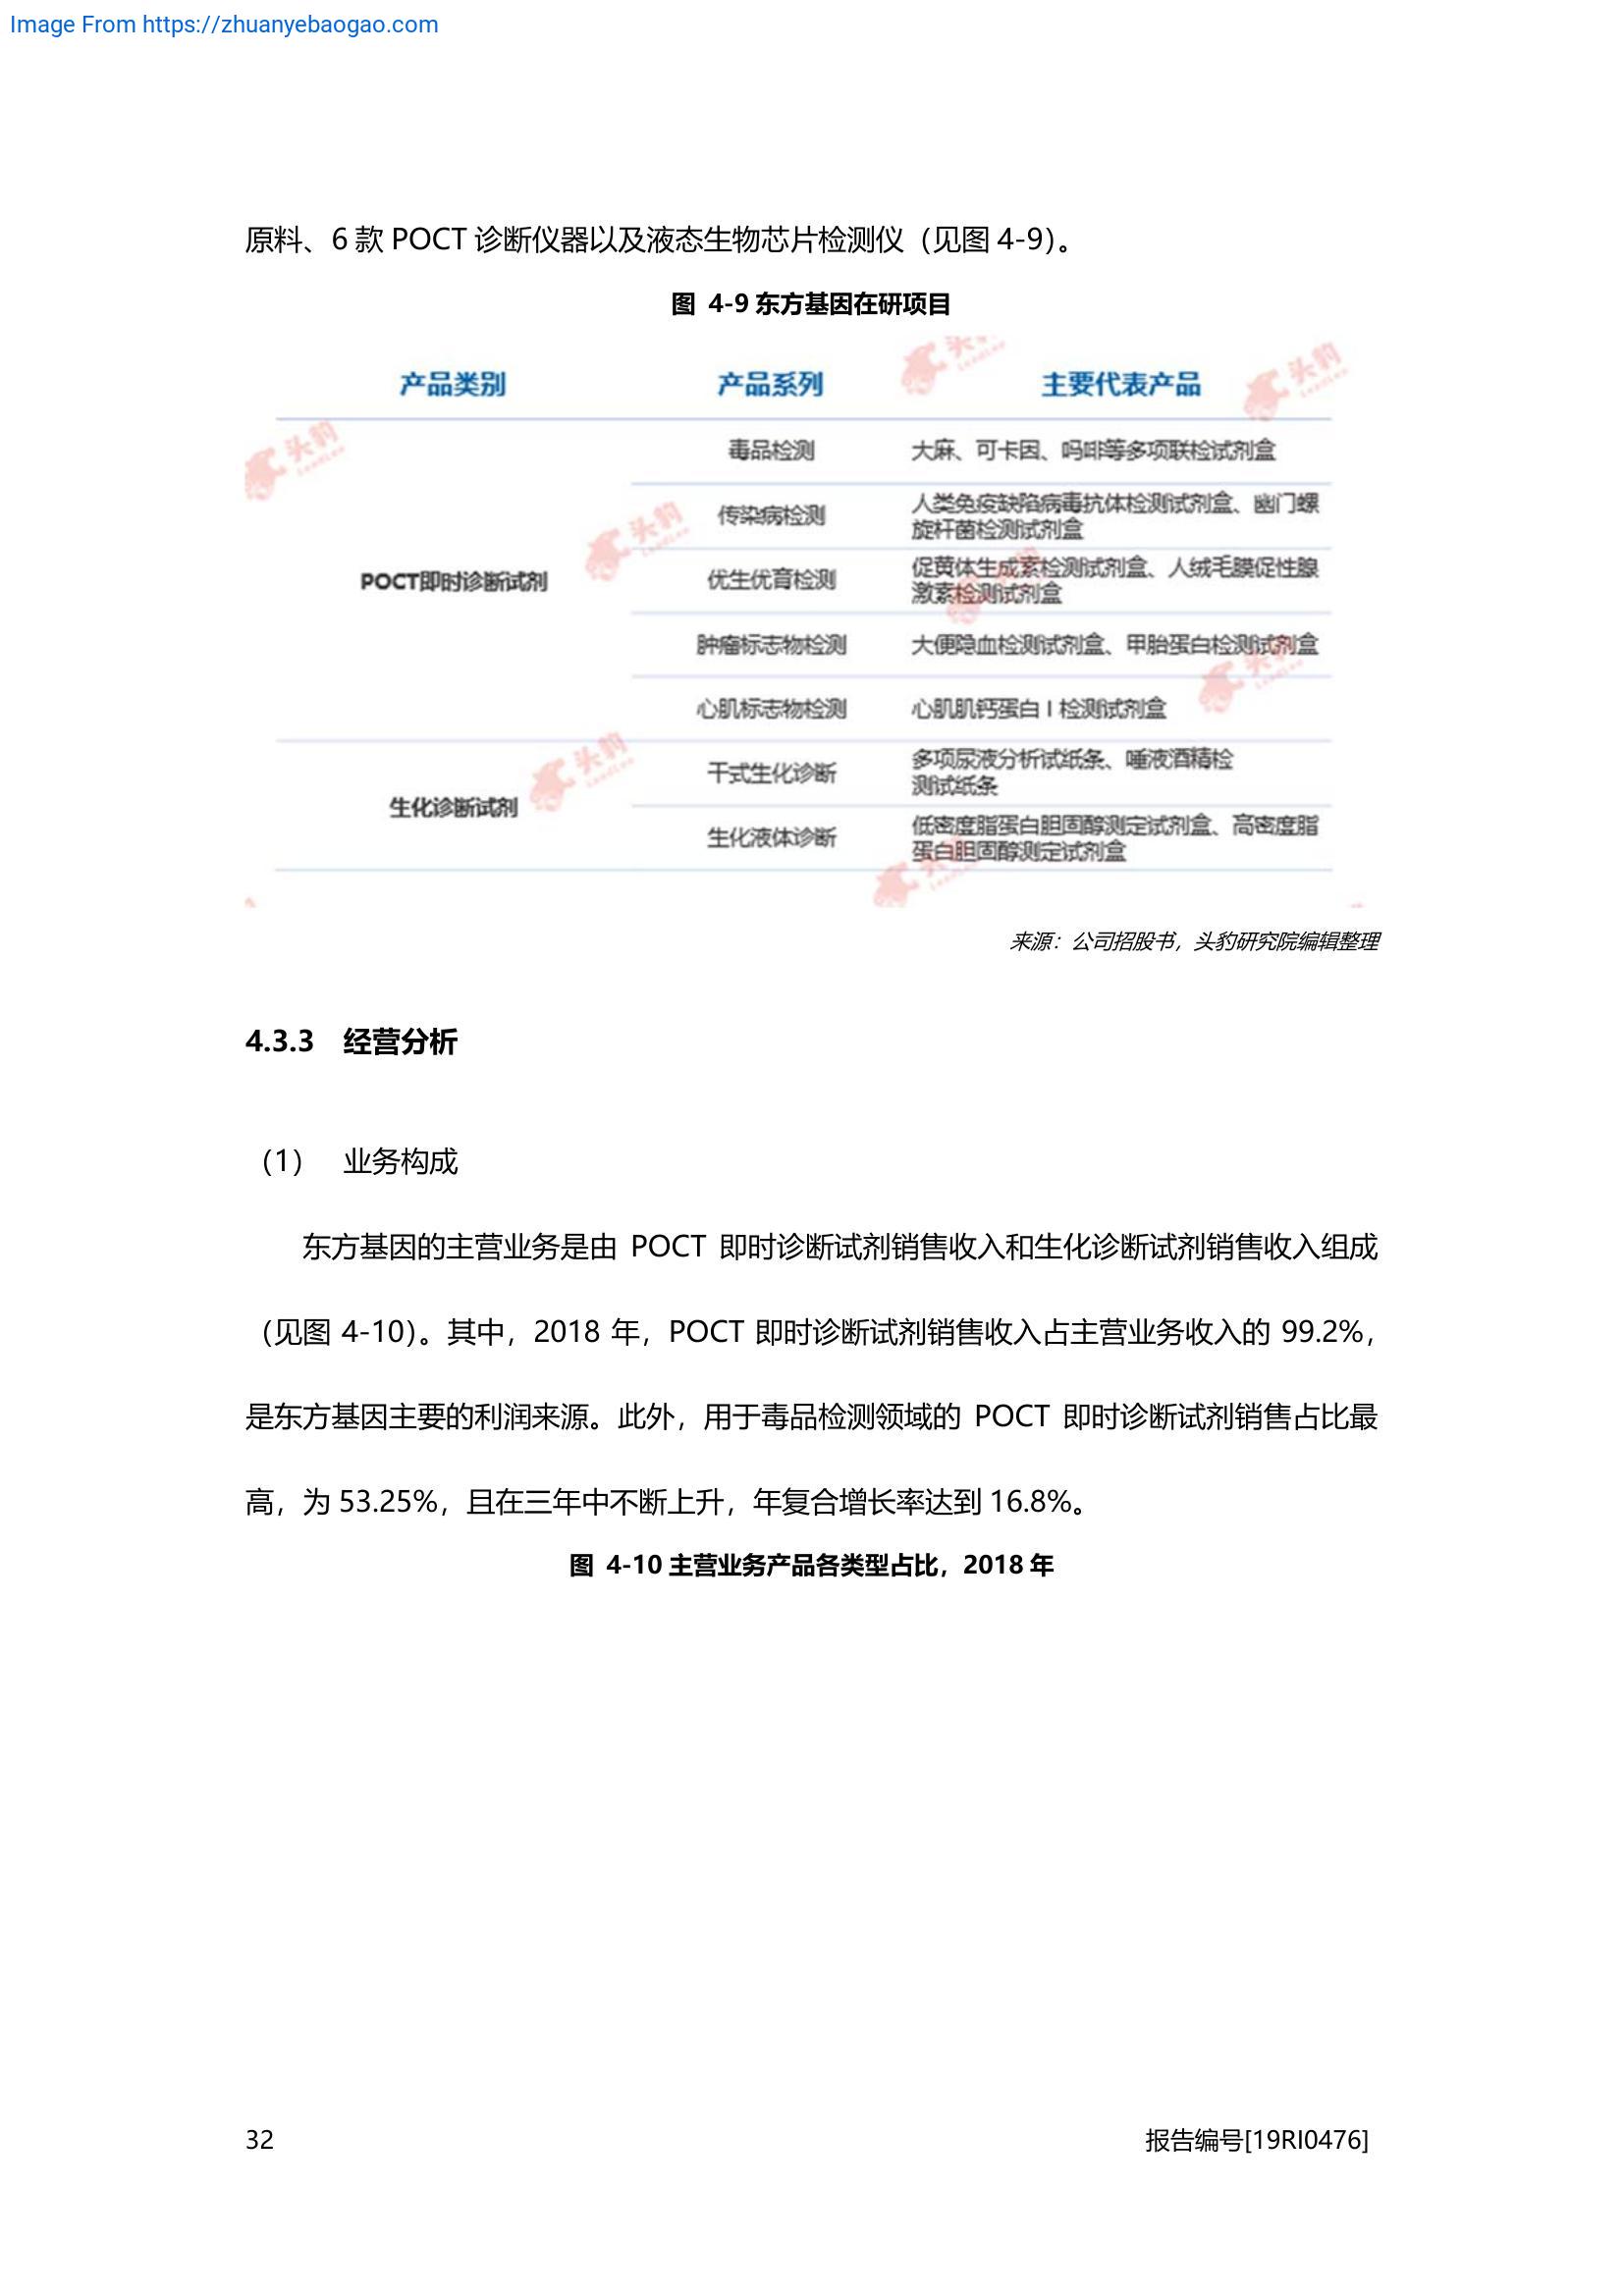 Image From https://zhuanyebaogao.com
原料、6 款 POCT 诊断仪器以及液态生物芯片检测仪（见图 4-9）。
图 4-9 东方基因在研项目
产品类别 产品系列 主要代表产品
毒品检测 大麻、可卡因、吗啡等多项联检试剂盒
传染病检测 人类免疫缺陷病毒抗体检测试剂盒、幽门螺
旋杆菌检测试剂盒
POCT即时诊断试剂 优生优育检测 促黄体生成素检测试剂盒、人绒毛膜促性腺
激素检测试剂盒
肿瘤标志物检测 大便隐血检测试剂盒、甲胎蛋白检测试剂盒
心肌标志物检测 心肌肌钙蛋白 I 检测试剂盒
干式生化诊断 多项尿液分析试纸条、唾液酒精检
测试纸条
生化诊断试剂
生化液体诊断 低密度脂蛋白胆固醇测定试剂盒、高密度脂
蛋白胆固醇测定试剂盒
头豹
LeadLeo
来源：公司招股书，头豹研究院编辑整理
4.3.3 经营分析
（1） 业务构成
东方基因的主营业务是由 POCT 即时诊断试剂销售收入和生化诊断试剂销售收入组成
（见图 4-10）。其中，2018 年，POCT 即时诊断试剂销售收入占主营业务收入的 99.2%，
是东方基因主要的利润来源。此外，用于毒品检测领域的 POCT 即时诊断试剂销售占比最
高，为 53.25%，且在三年中不断上升，年复合增长率达到 16.8%。
图 4-10 主营业务产品各类型占比，2018 年
32 报告编号[19RI0476]